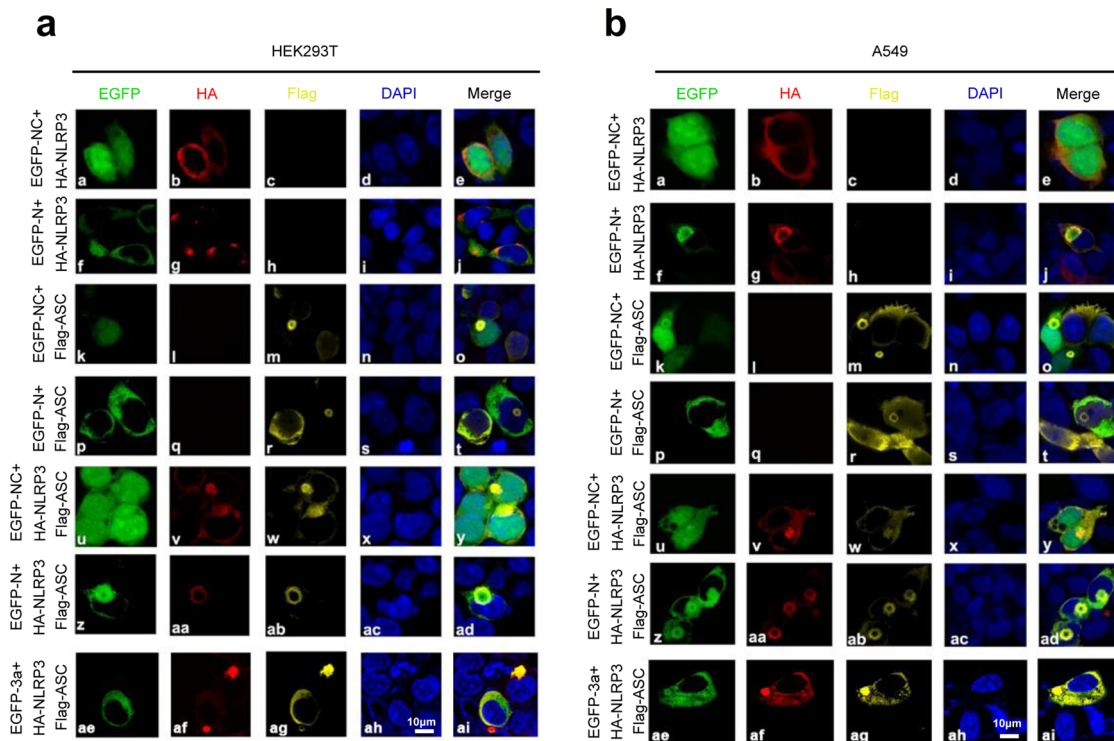 a
HEK293T
EGFP HA Flag DAPI Merge
EGFP-NC+
HA-NLRP3
a b c d e
EGFP-N+
HA-NLRP3
f g h i j
EGFP-NC+
Flag-ASC
k l m n o
EGFP-N+
Flag-ASC
p q r s t
EGFP-NC+
HA-NLRP3
Flag-ASC
u v w x y
EGFP-N+
HA-NLRP3
Flag-ASC
z aa ab ac ad
EGFP-3a+
HA-NLRP3
Flag-ASC
ae af ag ah ai
10μm
b
A549
EGFP HA Flag DAPI Merge
EGFP-NC+
HA-NLRP3
a b c d e
EGFP-N+
HA-NLRP3
f g h i j
EGFP-NC+
Flag-ASC
k l m n o
EGFP-N+
Flag-ASC
p q r s t
EGFP-NC+
HA-NLRP3
Flag-ASC
u v w x y
EGFP-N+
HA-NLRP3
Flag-ASC
z aa ab ac ad
EGFP-3a+
HA-NLRP3
Flag-ASC
ae af ag ah ai
10μm